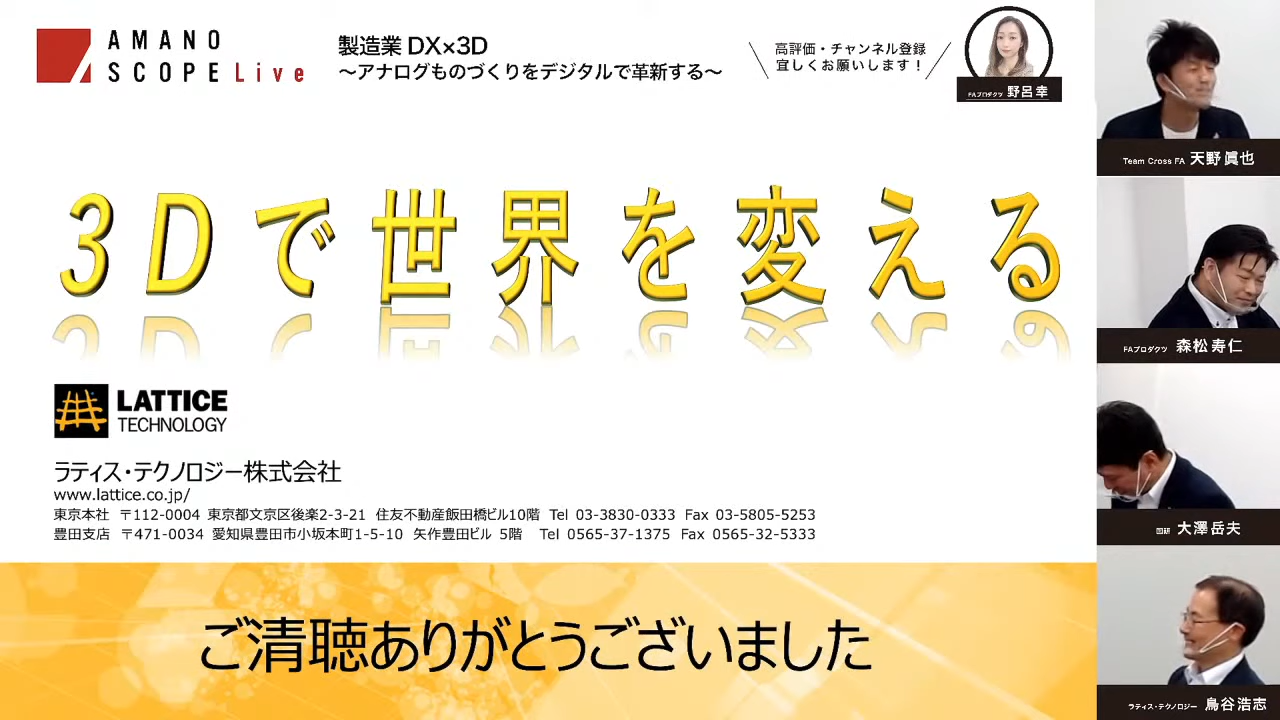 AMANO
SCOPE Live
製造業 DX×3D
～アナログものづくりをデジタルで革新する～
高評価・チャンネル登録
宜しくお願いします！
FAプロダクツ 野呂幸
Team Cross FA 天野眞也
3Dで世界を変える
FAプロダクツ 森松寿仁
LATTICE
TECHNOLOGY
ラティス・テクノロジー株式会社
www.lattice.co.jp/
東京本社 〒112-0004 東京都文京区後楽2-3-21 住友不動産飯田橋ビル10階 Tel 03-3830-0333 Fax 03-5805-5253
豊田支店 〒471-0034 愛知県豊田市小坂本町1-5-10 矢作豊田ビル 5階 Tel 0565-37-1375 Fax 0565-32-5333
国研 大澤岳夫
ご清聴ありがとうございました
ラティス・テクノロジー 鳥谷浩志